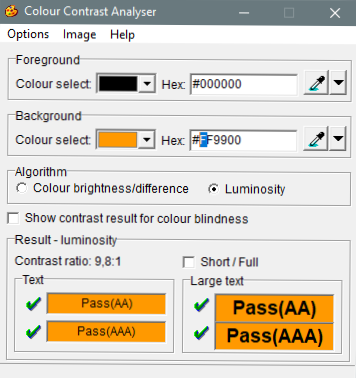 Colour Contrast Analyser
Options Image Help
Foreground
Colour select: Hex: #000000
Background
Colour select: Hex: #FF9900
Algorithm
Colour brightness/difference Luminosity
Show contrast result for colour blindness
Result - luminosity
Contrast ratio: 9,8:1 Short / Full
Text Large text
Pass(AA) Pass(AA)
Pass(AAA) Pass(AAA)